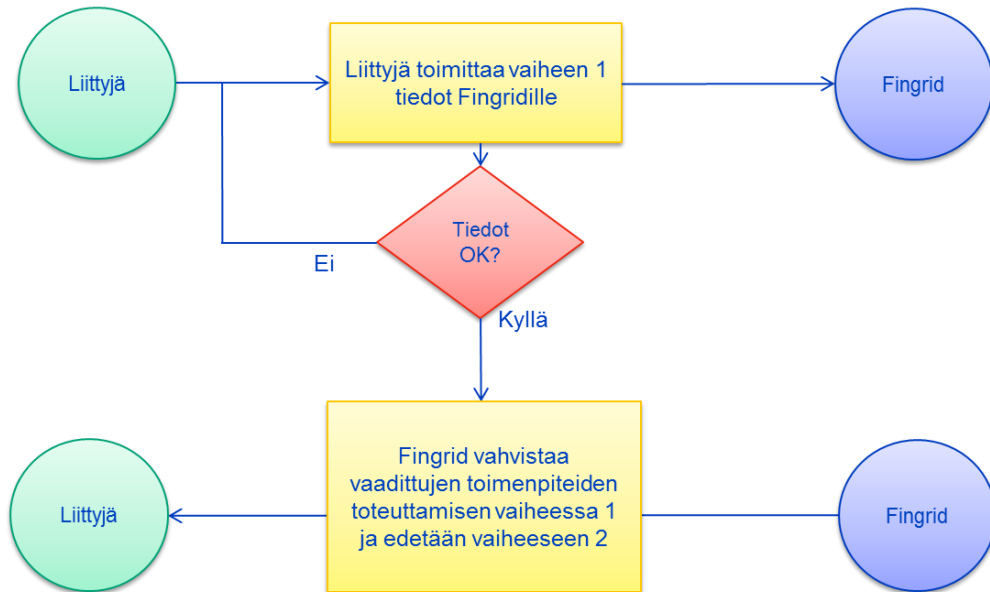 Liittyjä
Liittyjä toimittaa vaiheen 1
tiedot Fingridille
Fingrid
Tiedot
OK?
Ei
Kyllä
Liittyjä
Fingrid vahvistaa
vaadittujen toimenpiteiden
toteuttamisen vaiheessa 1
ja edetään vaiheeseen 2
Fingrid